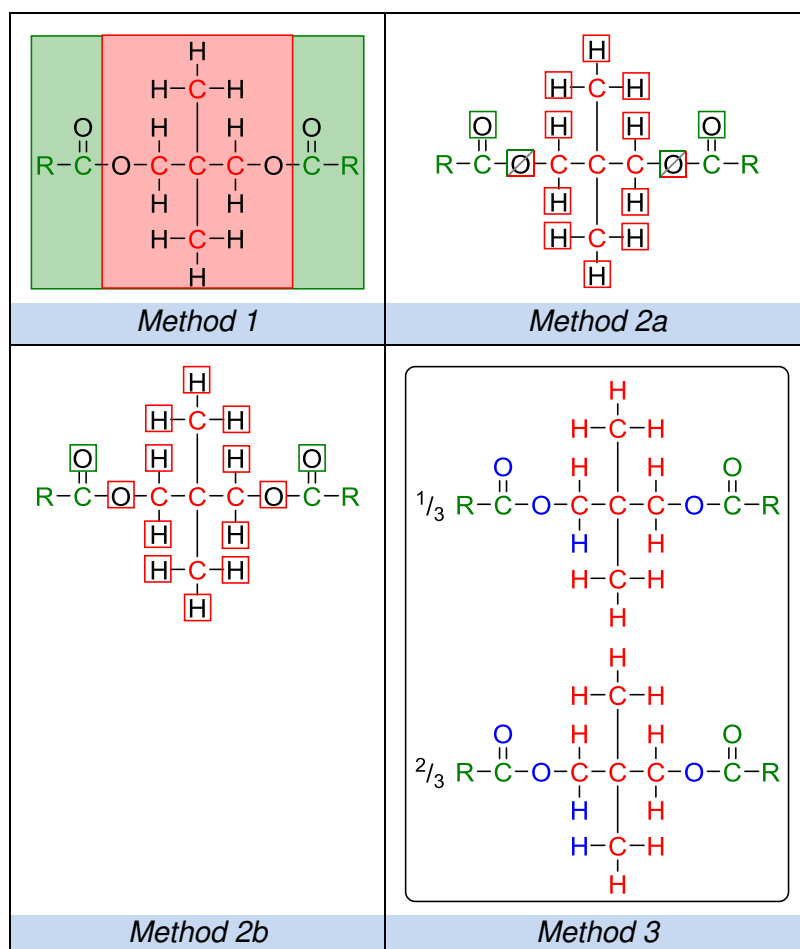 H
H C H
O H H O
R C O C C C O C R
H H
H C H
H
Method 1
H
H C H
O H H O
R C O C C C O C R
H H
H C H
H
Method 2a
H
H C H
O H H O
R C O C C C O C R
H H
H C H
H
Method 2b
H
H C H
O H H O
1/3 R C O C C C O C R
H H
H C H
H
H
H C H
O H H O
2/3 R C O C C C O C R
H H
H C H
H
Method 3